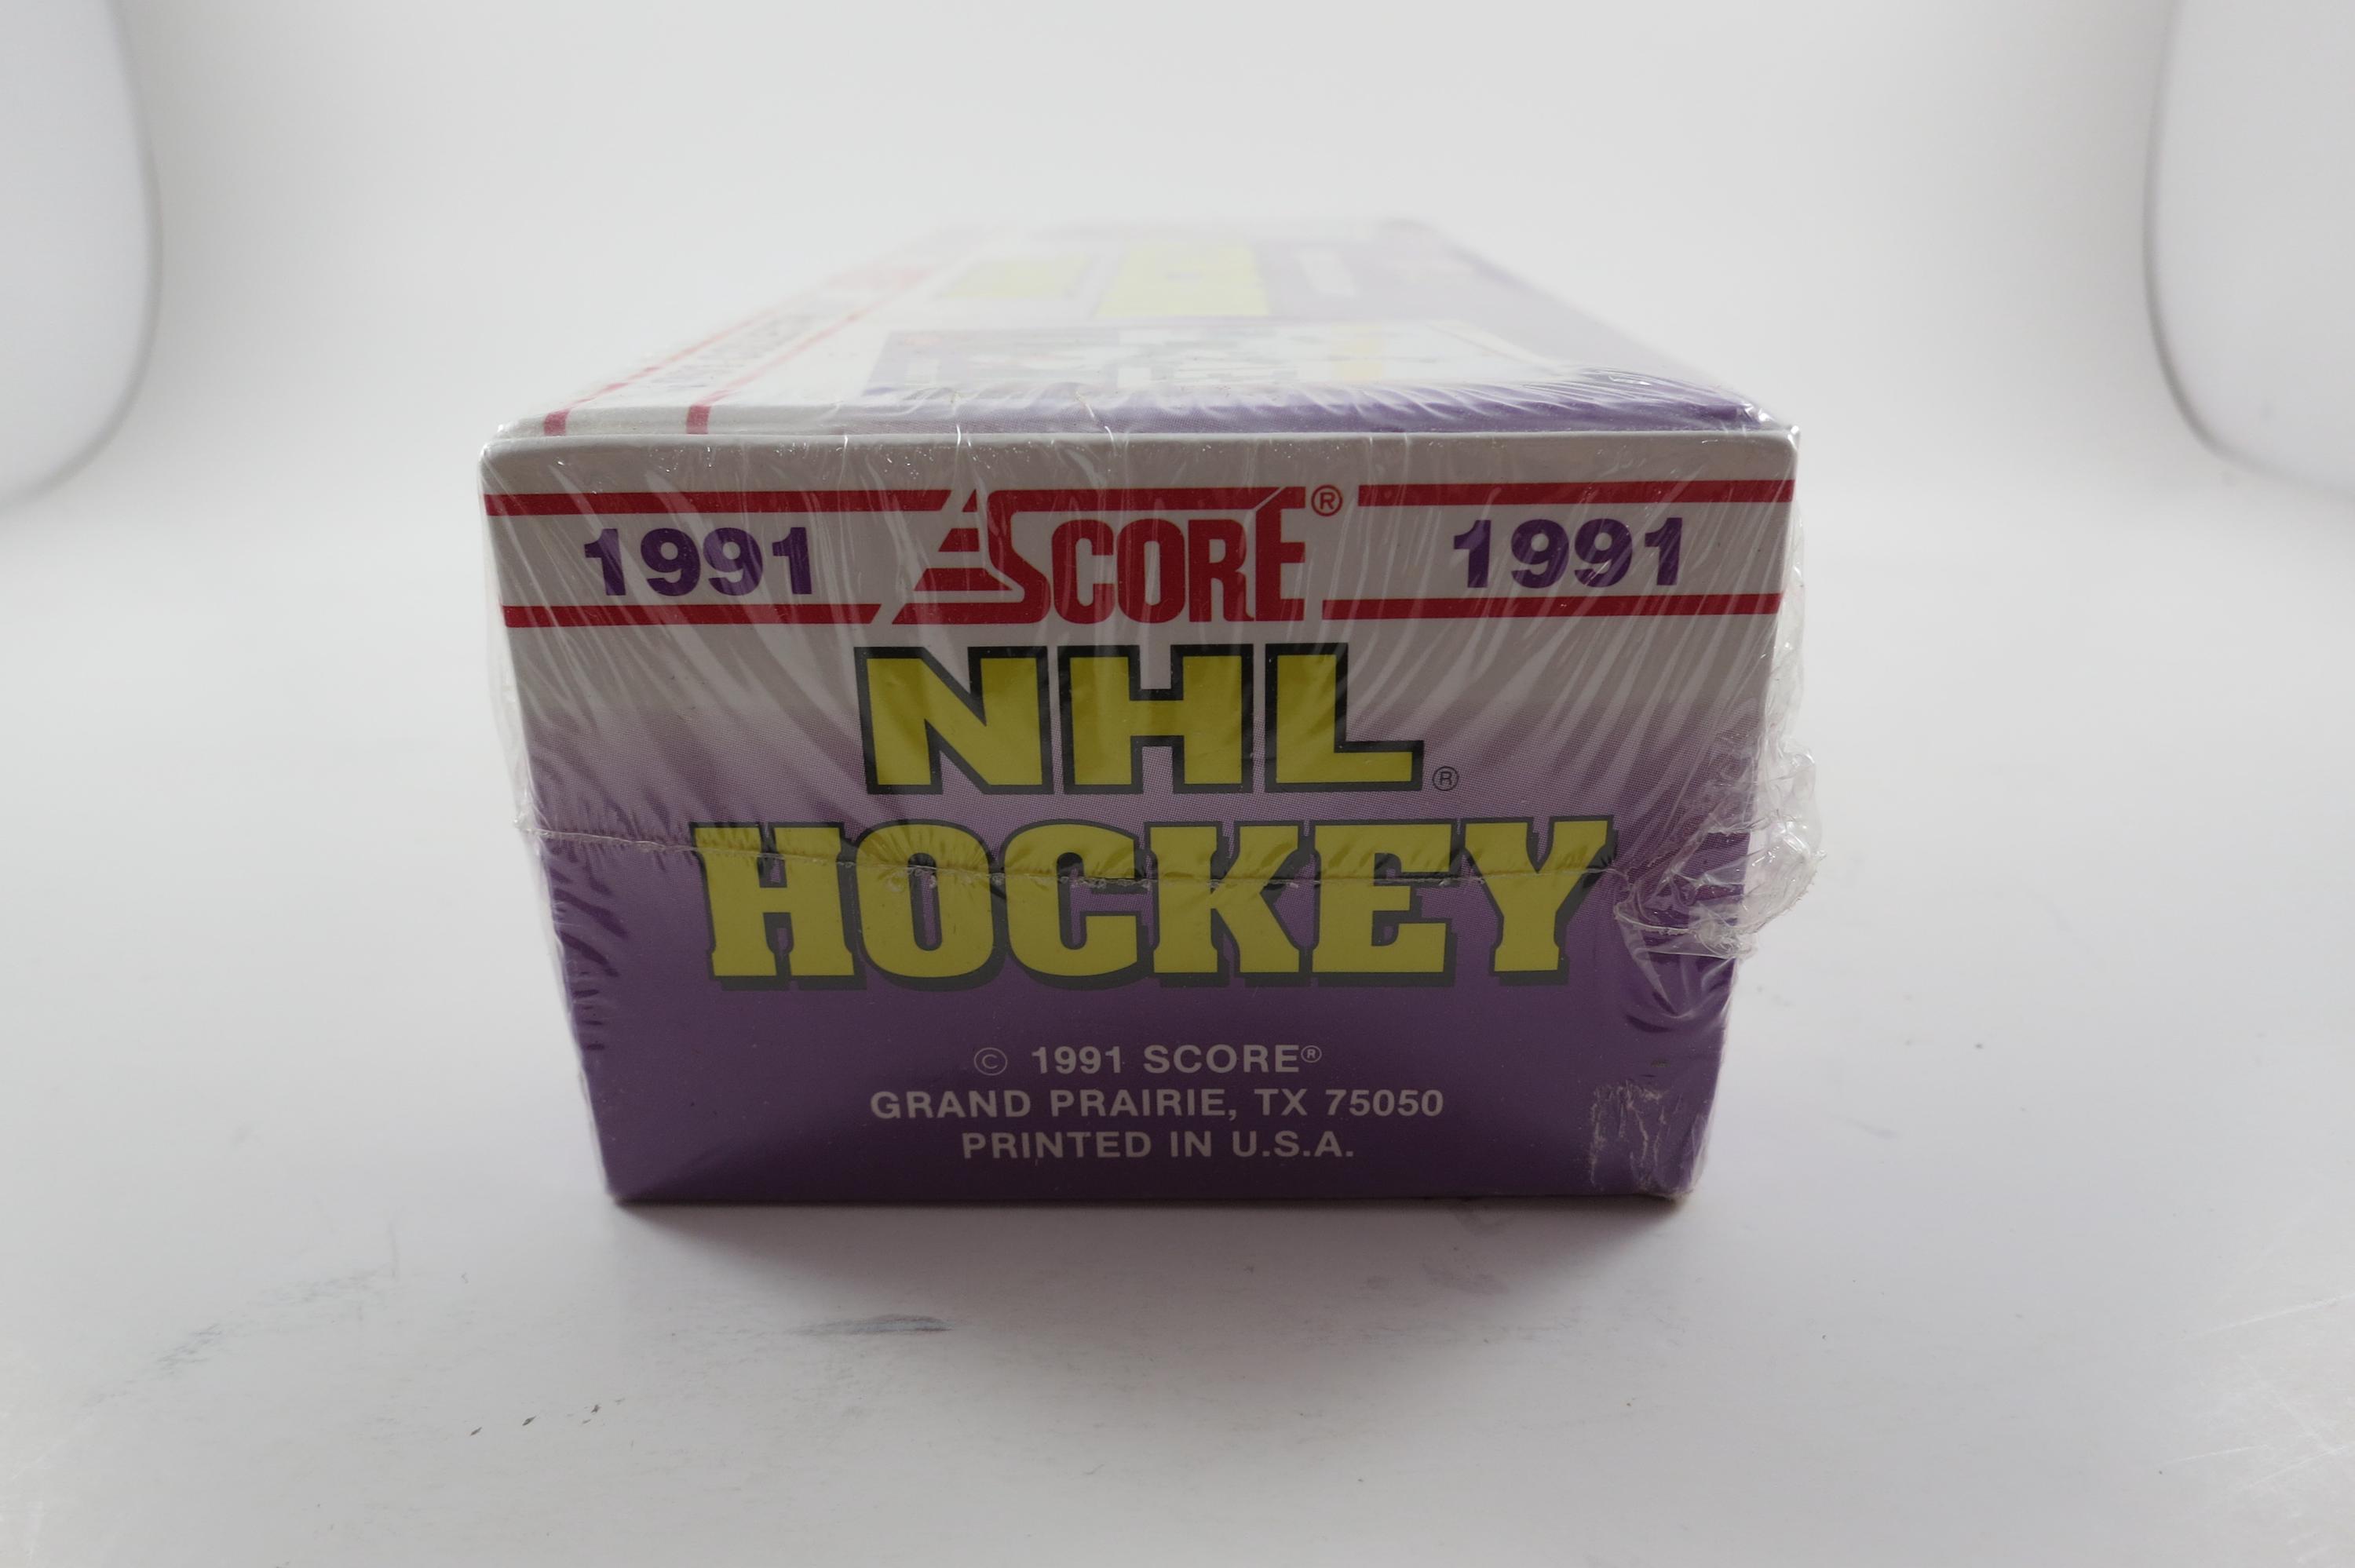 1991 SCORE® 1991
NHL®
HOCKEY
© 1991 SCORE®
GRAND PRAIRIE, TX 75050
PRINTED IN U.S.A.